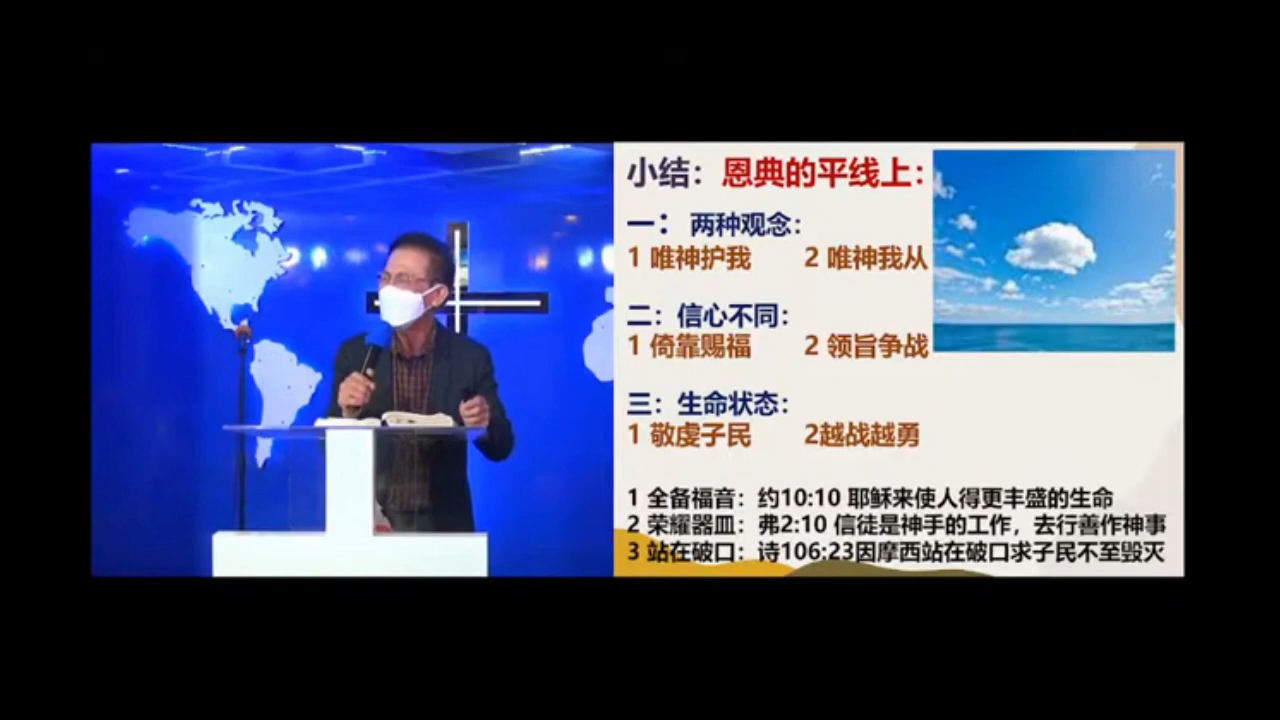 小结：恩典的平线上：
一：两种观念：
1 唯神护我 2 唯神我从
二：信心不同：
1 倚靠赐福 2 领旨争战
三：生命状态：
1 敬虔子民 2越战越勇
1 全备福音：约10:10 耶稣来使人得更丰盛的生命
2 荣耀器皿：弗2:10 信徒是神手的工作，去行善作神事
3 站在破口：诗106:23因摩西站在破口求子民不至毁灭